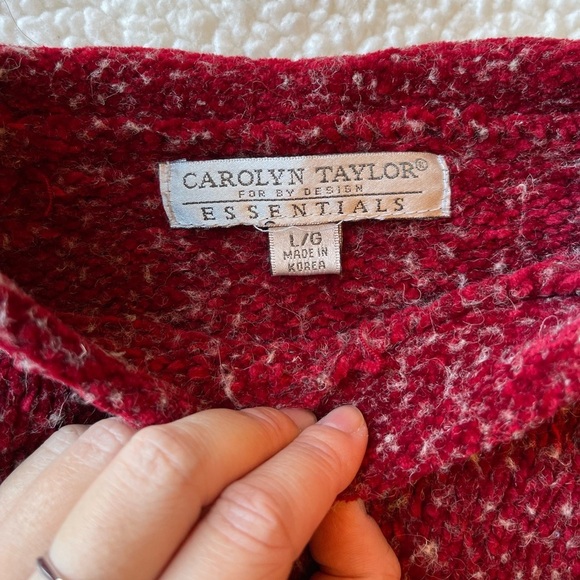 CAROLYN TAYLOR®
FOR BY DESIGN
ESSENTIALS
L/G
MADE IN
KOREA